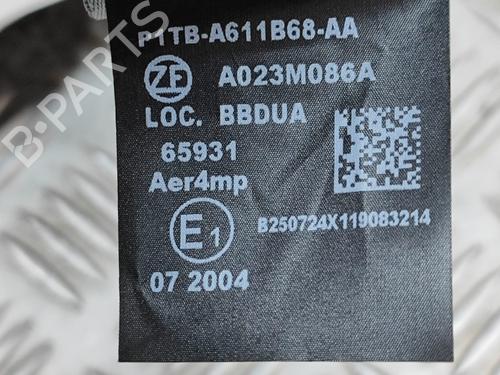 P1TB-A611B68-AA
ZF A023M086A
LOC. BBDUA
65931
Aer4mp
E1
B250724X119083214
07 2004
B-PARTS